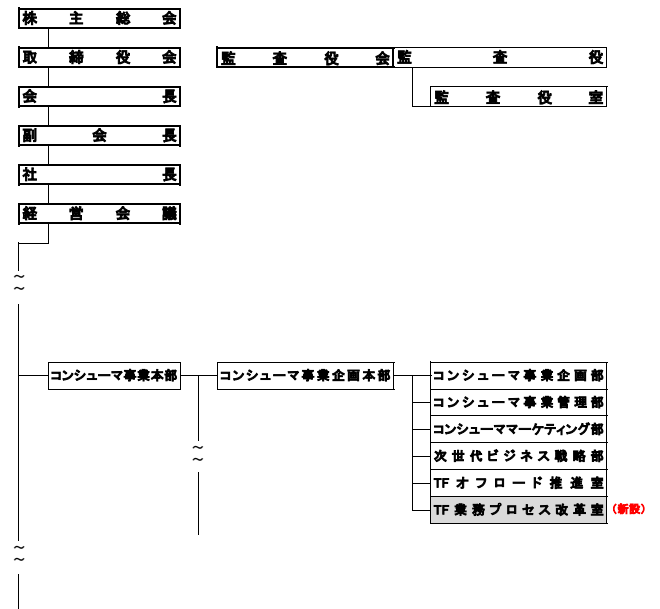 株主総会
取締役会
監査役会 監査役
会長
監査役室
副会長
社長
経営会議
～
～
コンシューマ事業本部 コンシューマ事業企画本部 コンシューマ事業企画部
コンシューマ事業管理部
コンシューママーケティング部
～
～
次世代ビジネス戦略部
TFオフロード推進室
TF業務プロセス改革室 (新設)
～
～